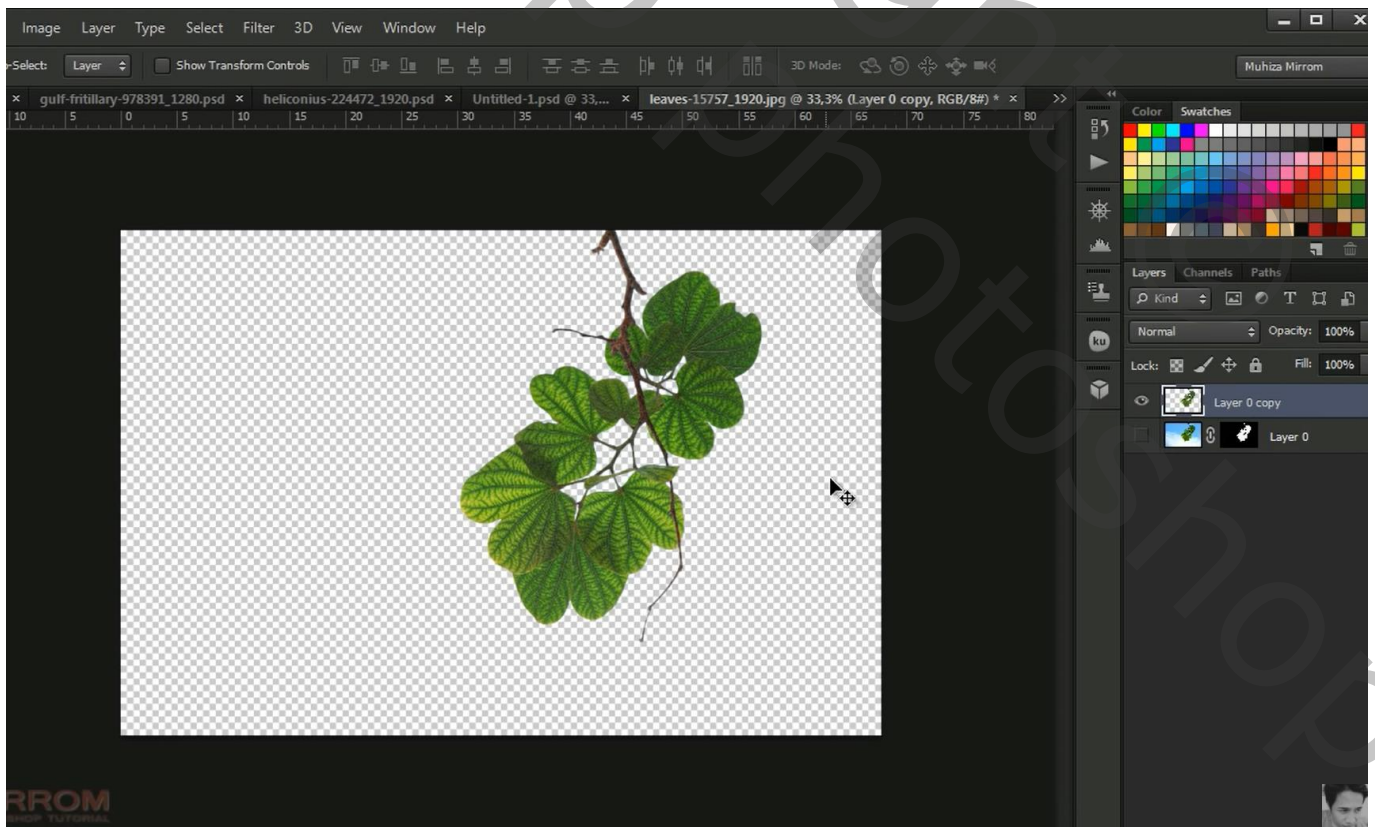 Image Layer Type Select Filter 3D View Window Help
-Select: Layer Show Transform Controls 3D Mode: Muhiza Mirrom
× gulf-fritillary-978391_1280.psd × heliconius-224472_1920.psd × Untitled-1.psd @ 33,... × leaves-15757_1920.jpg @ 33,3% (Layer 0 copy, RGB/8#) * × >>
10 5 0 5 10 15 20 25 30 35 40 45 50 55 60 65 70 75 80
Color Swatches
Layers Channels Paths
Kind
Normal Opacity: 100%
Lock: Fill: 100%
ku
Layer 0 copy
Layer 0
RROM
SHOP TUTORIAL
photoshop